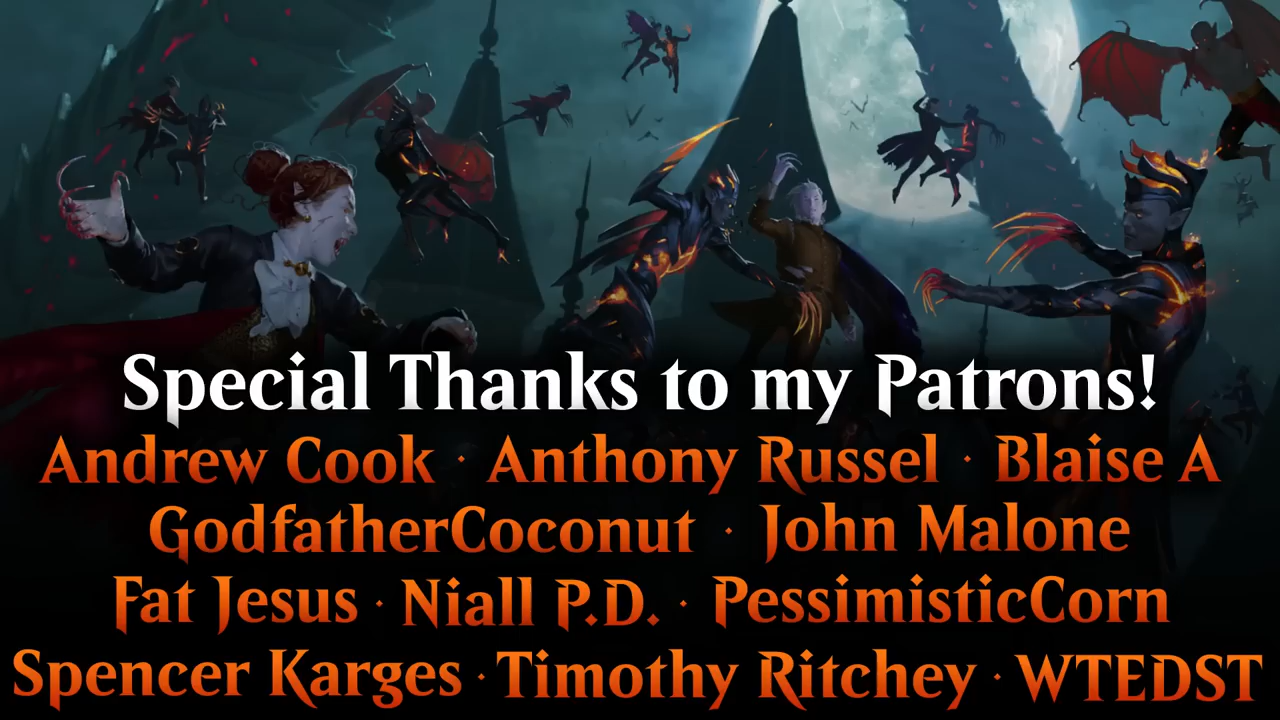 Special Thanks to my Patrons!
Andrew Cook · Anthony Russel · Blaise A
GodfatherCoconut · John Malone
Fat Jesus · Niall P.D. · PessimisticCorn
Spencer Karges · Timothy Ritchey · WTEDST